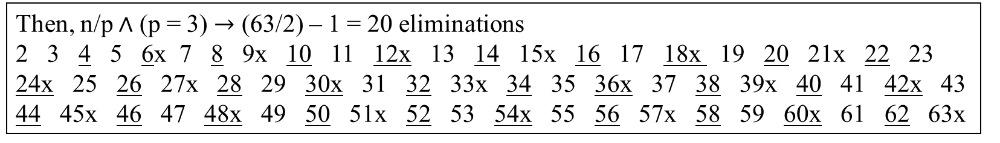 Then, n/p ∧ (p = 3) → (63/2) – 1 = 20 eliminations
2 3 4 5 6x 7 8 9x 10 11 12x 13 14 15x 16 17 18x 19 20 21x 22 23
24x 25 26 27x 28 29 30x 31 32 33x 34 35 36x 37 38 39x 40 41 42x 43
44 45x 46 47 48x 49 50 51x 52 53 54x 55 56 57x 58 59 60x 61 62 63x